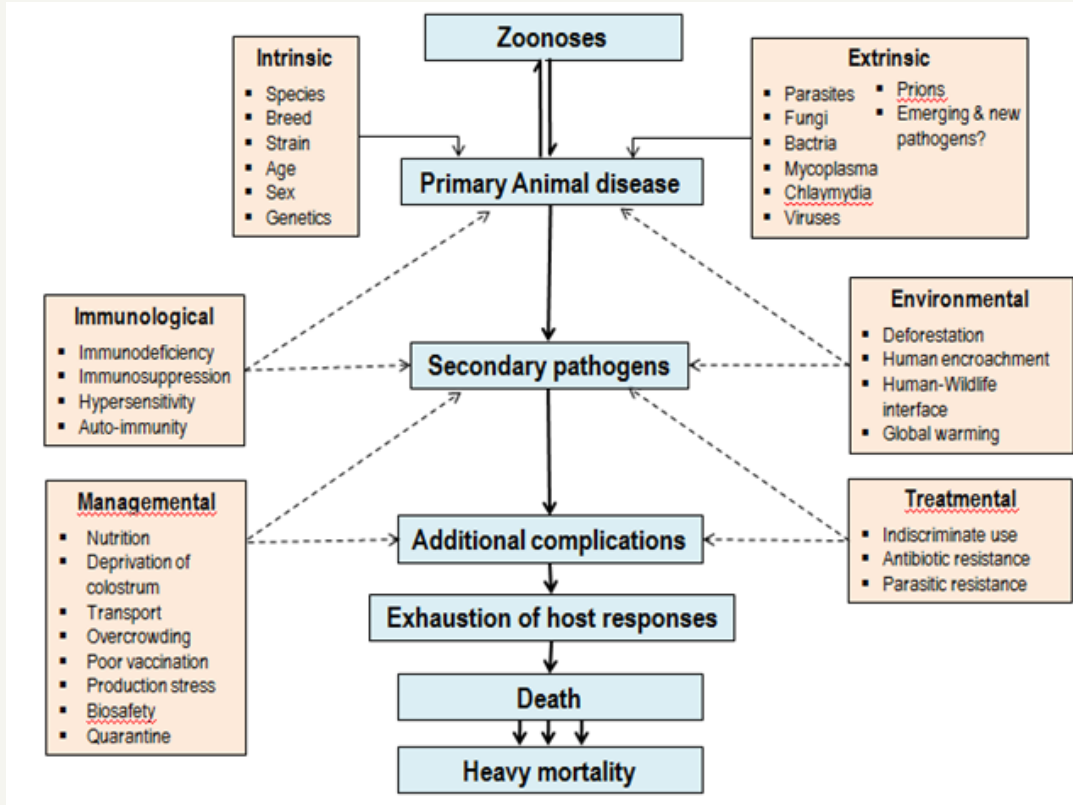 Zoonoses
Intrinsic
▪ Species
▪ Breed
▪ Strain
▪ Age
▪ Sex
▪ Genetics
Extrinsic
▪ Parasites
▪ Fungi
▪ Bactria
▪ Mycoplasma
▪ Chlaymydia
▪ Viruses
▪ Prions
▪ Emerging & new
pathogens?
Primary Animal disease
Immunological
▪ Immunodeficiency
▪ Immunosuppression
▪ Hypersensitivity
▪ Auto-immunity
Secondary pathogens
Environmental
▪ Deforestation
▪ Human encroachment
▪ Human-Wildlife
interface
▪ Global warming
Managemental
▪ Nutrition
▪ Deprivation of
colostrum
▪ Transport
▪ Overcrowding
▪ Poor vaccination
▪ Production stress
▪ Biosafety
▪ Quarantine
Additional complications
Treatmental
▪ Indiscriminate use
▪ Antibiotic resistance
▪ Parasitic resistance
Exhaustion of host responses
Death
Heavy mortality